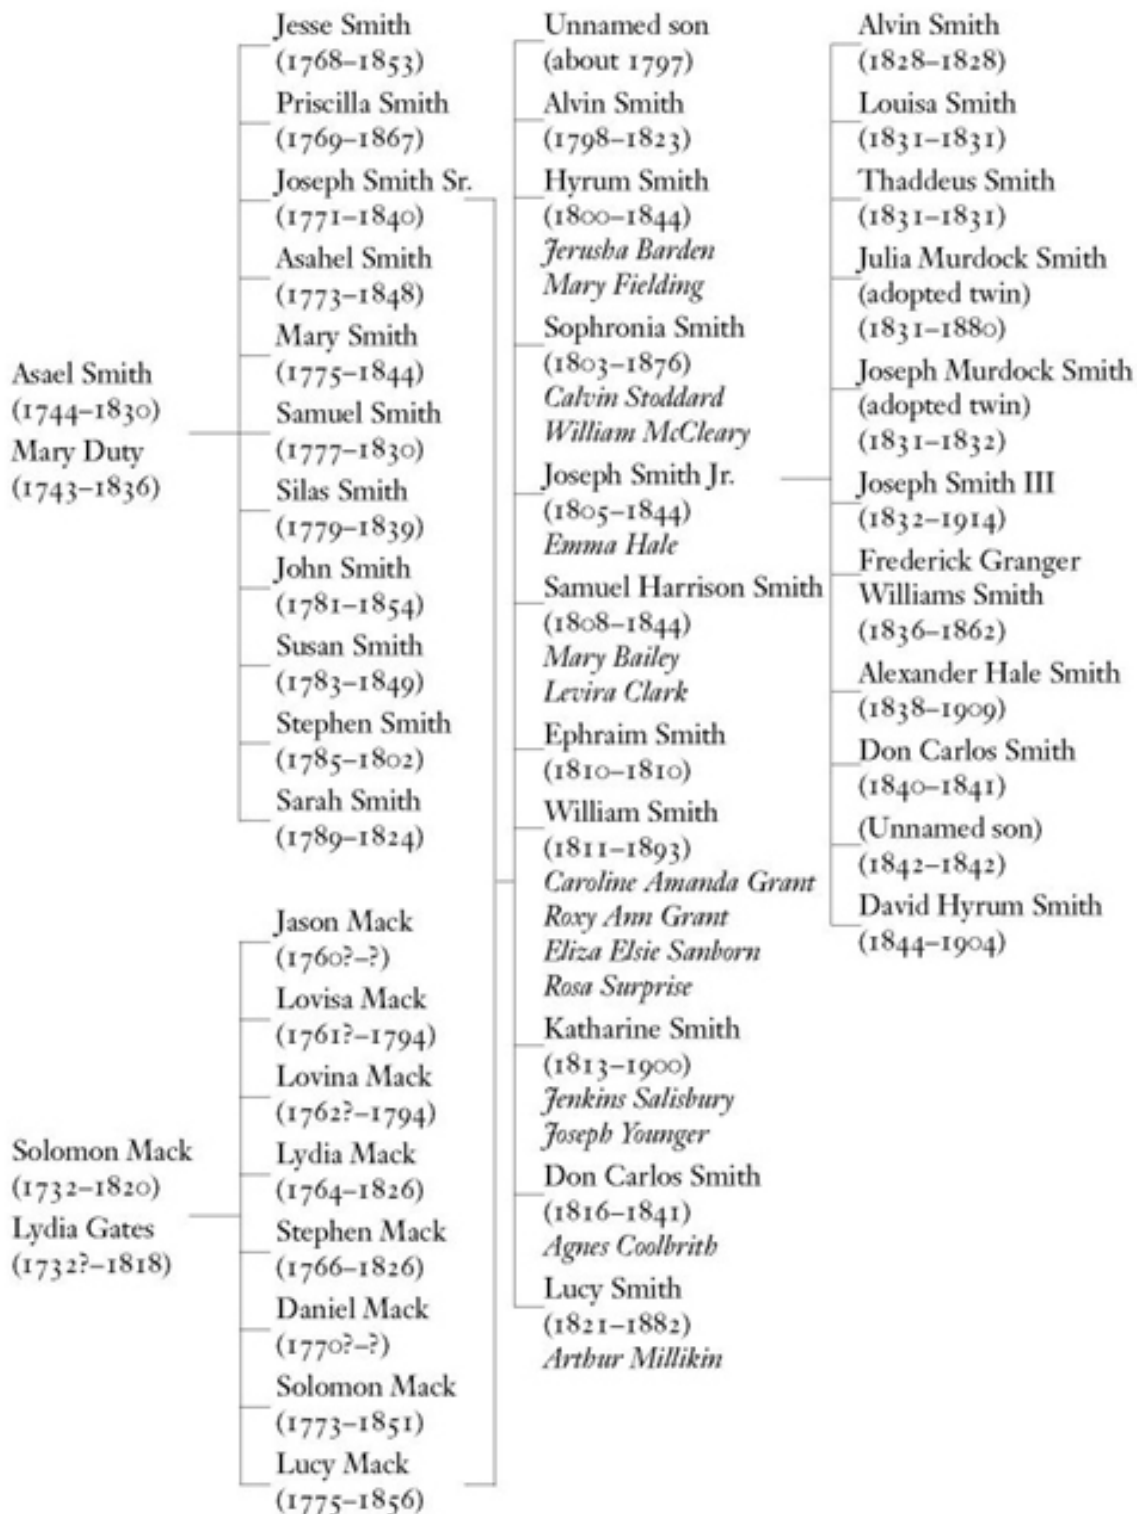 Asael Smith
(1744–1830)
Mary Duty
(1743–1836)
Solomon Mack
(1732–1820)
Lydia Gates
(1732?–1818)
Jesse Smith
(1768–1853)
Priscilla Smith
(1769–1867)
Joseph Smith Sr.
(1771–1840)
Asahel Smith
(1773–1848)
Mary Smith
(1775–1844)
Samuel Smith
(1777–1830)
Silas Smith
(1779–1839)
John Smith
(1781–1854)
Susan Smith
(1783–1849)
Stephen Smith
(1785–1802)
Sarah Smith
(1789–1824)
Jason Mack
(1760?–?)
Lovisa Mack
(1761?–1794)
Lovina Mack
(1762?–1794)
Lydia Mack
(1764–1826)
Stephen Mack
(1766–1826)
Daniel Mack
(1770?–?)
Solomon Mack
(1773–1851)
Lucy Mack
(1775–1856)
Unnamed son
(about 1797)
Alvin Smith
(1798–1823)
Hyrum Smith
(1800–1844)
Jerusha Barden
Mary Fielding
Sophronia Smith
(1803–1876)
Calvin Stoddard
William McCleary
Joseph Smith Jr.
(1805–1844)
Emma Hale
Samuel Harrison Smith
(1808–1844)
Mary Bailey
Levira Clark
Ephraim Smith
(1810–1810)
William Smith
(1811–1893)
Caroline Amanda Grant
Roxy Ann Grant
Eliza Elsie Sanborn
Rosa Surprise
Katharine Smith
(1813–1900)
Jenkins Salisbury
Joseph Younger
Don Carlos Smith
(1816–1841)
Agnes Coolbrith
Lucy Smith
(1821–1882)
Arthur Millikin
Alvin Smith
(1828–1828)
Louisa Smith
(1831–1831)
Thaddeus Smith
(1831–1831)
Julia Murdock Smith
(adopted twin)
(1831–1880)
Joseph Murdock Smith
(adopted twin)
(1831–1832)
Joseph Smith III
(1832–1914)
Frederick Granger
Williams Smith
(1836–1862)
Alexander Hale Smith
(1838–1909)
Don Carlos Smith
(1840–1841)
(Unnamed son)
(1842–1842)
David Hyrum Smith
(1844–1904)